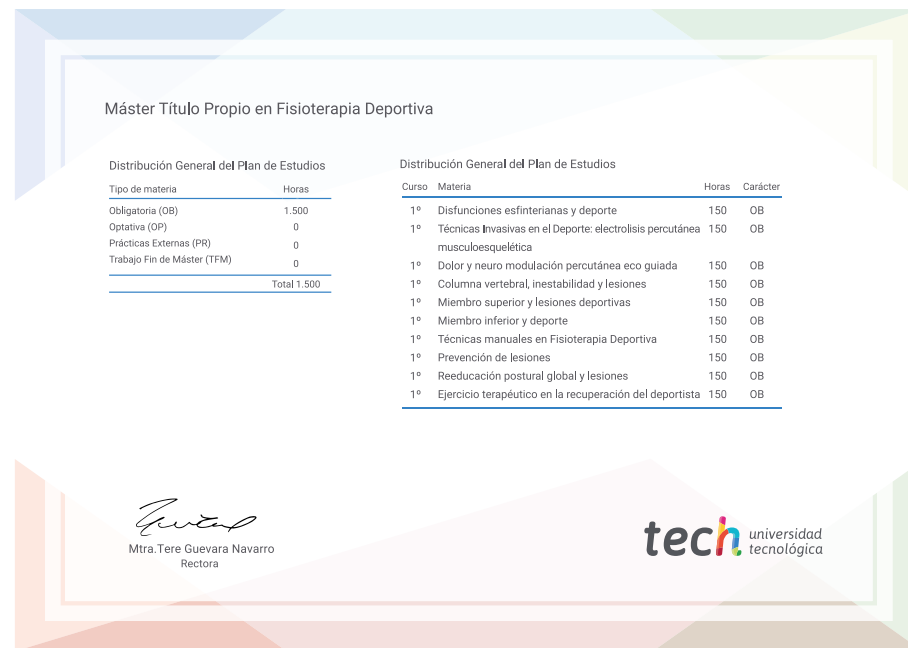 Máster Título Propio en Fisioterapia Deportiva
Distribución General del Plan de Estudios
Tipo de materia Horas
Obligatoria (OB) 1.500
Optativa (OP) 0
Prácticas Externas (PR) 0
Trabajo Fin de Máster (TFM) 0
Total 1.500
Distribución General del Plan de Estudios
Curso Materia Horas Carácter
1º Disfunciones esfinterianas y deporte 150 OB
1º Técnicas Invasivas en el Deporte: electrolisis percutánea 150 OB
musculoesquelética
1º Dolor y neuro modulación percutánea eco guiada 150 OB
1º Columna vertebral, inestabilidad y lesiones 150 OB
1º Miembro superior y lesiones deportivas 150 OB
1º Miembro inferior y deporte 150 OB
1º Técnicas manuales en Fisioterapia Deportiva 150 OB
1º Prevención de lesiones 150 OB
1º Reeducación postural global y lesiones 150 OB
1º Ejercicio terapéutico en la recuperación del deportista 150 OB
Mtra.Tere Guevara Navarro
Rectora
tech universidad
tecnológica